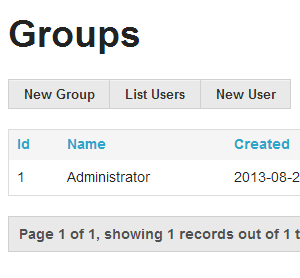 Groups
New Group List Users New User
Id Name Created
1 Administrator 2013-08-2
Page 1 of 1, showing 1 records out of 1 t